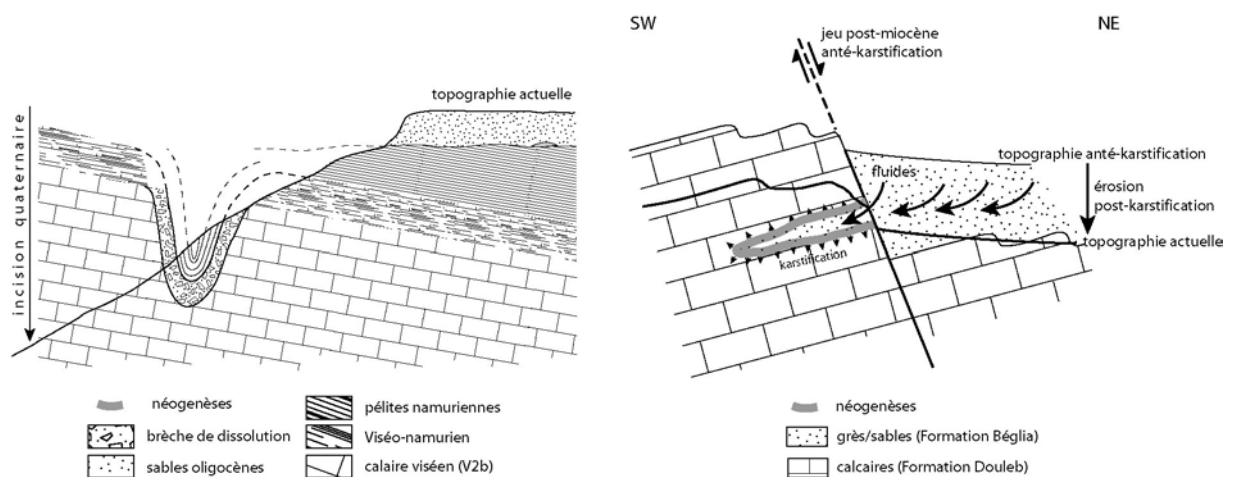 topographie actuelle
incision quaternaire
néogenèses
brèche de dissolution
sables oligocènes
pélites namuriennes
Viséo-namurien
calaire viséen (V2b)
SW
NE
jeu post-miocène
anté-karstification
topographie anté-karstification
fluides
érosion
post-karstification
topographie actuelle
karstification
néogenèses
grès/sables (Formation Béglia)
calcaires (Formation Douleb)